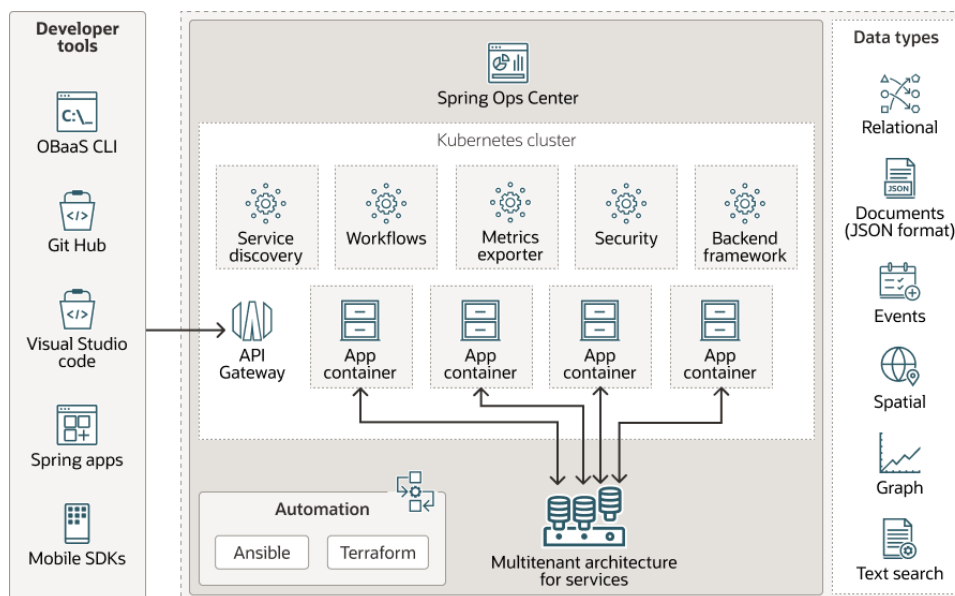 Developer
tools
C:\_
OBaaS CLI
</>
Git Hub
</>
Visual Studio
code
Spring apps
Mobile SDKs
Spring Ops Center
Kubernetes cluster
Service
discovery
Workflows
Metrics
exporter
Security
Backend
framework
API
Gateway
App
container
App
container
App
container
App
container
Automation
Ansible
Terraform
Multitenant architecture
for services
Data types
Relational
JSON
Documents
(JSON format)
Events
Spatial
Graph
Text search